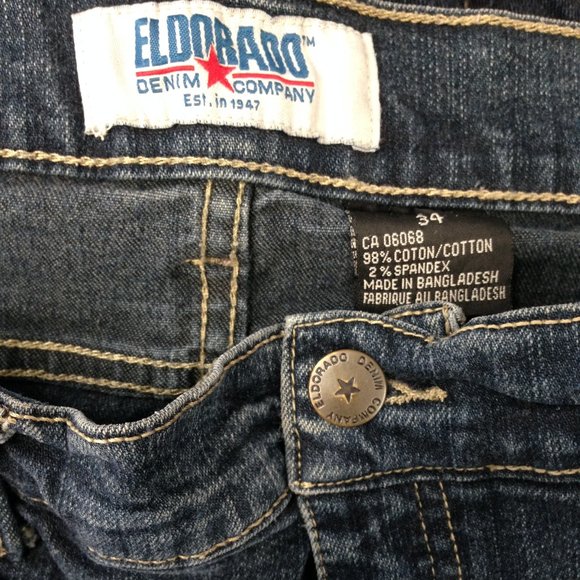 ELDORADO™
DENIM COMPANY
EST. in 1947
34
CA 06068
98% COTON/COTTON
2% SPANDEX
MADE IN BANGLADESH
FABRIQUE AU BANGLADESH
ELDORADO DENIM COMPANY